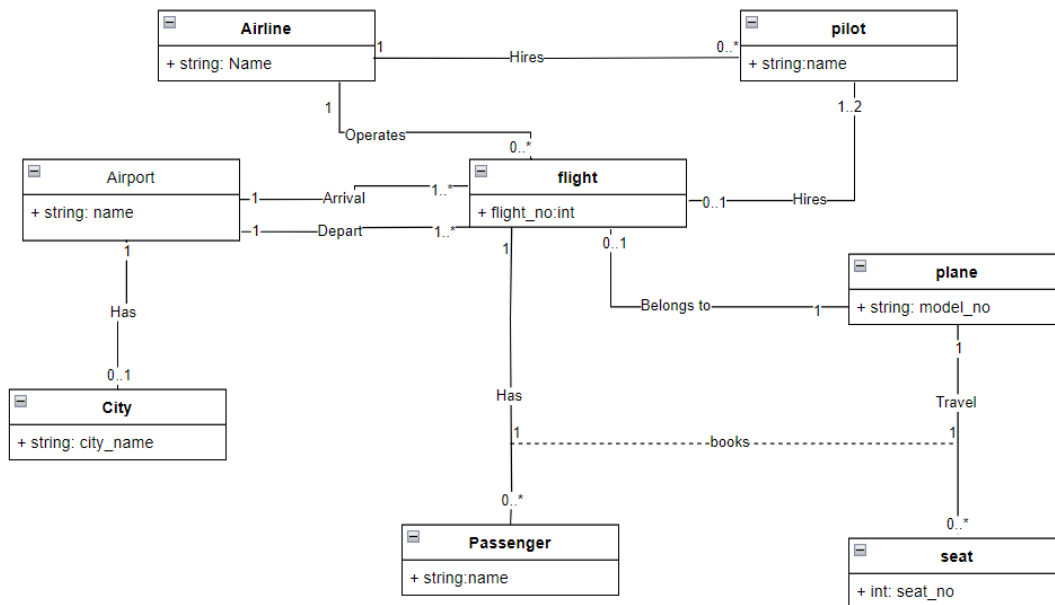 Airline
+ string: Name
1
Hires
0..*
pilot
+ string:name
1
Operates
0..*
1..2
Airport
+ string: name
1
Arrival
1..*
1
Depart
1..*
flight
+ flight_no:int
0..1
Hires
0..1
Belongs to
1
plane
+ string: model_no
1
Has
0..1
City
+ string: city_name
1
Has
1
books
1
Travel
1
0..*
Passenger
+ string:name
0..*
seat
+ int: seat_no